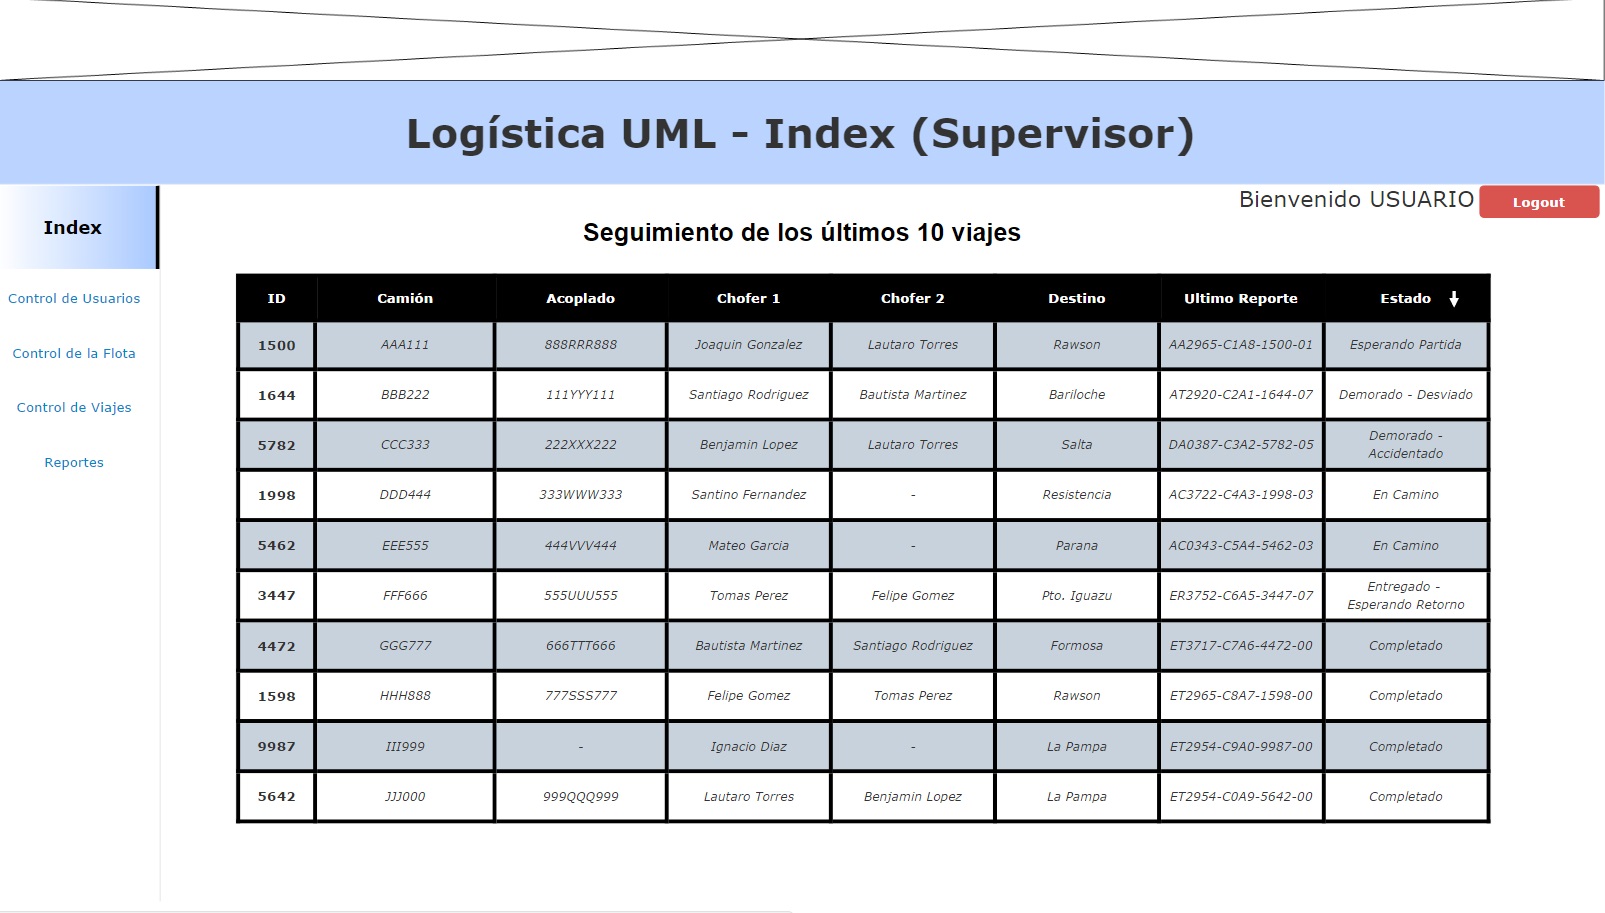 Logística UML - Index (Supervisor)
Bienvenido USUARIO Logout
Index
Control de Usuarios
Control de la Flota
Control de Viajes
Reportes
Seguimiento de los últimos 10 viajes
ID Camión Acoplado Chofer 1 Chofer 2 Destino Ultimo Reporte Estado
1500 AAA111 888RRR888 Joaquin Gonzalez Lautaro Torres Rawson AA2965-C1A8-1500-01 Esperando Partida
1644 BBB222 111YYY111 Santiago Rodriguez Bautista Martinez Bariloche AT2920-C2A1-1644-07 Demorado - Desviado
5782 CCC333 222XXX222 Benjamin Lopez Lautaro Torres Salta DA0387-C3A2-5782-05 Demorado -
Accidentado
1998 DDD444 333WWW333 Santino Fernandez - Resistencia AC3722-C4A3-1998-03 En Camino
5462 EEE555 444VVV444 Mateo Garcia - Parana AC0343-C5A4-5462-03 En Camino
3447 FFF666 555UUU555 Tomas Perez Felipe Gomez Pto. Iguazu ER3752-C6A5-3447-07 Entregado -
Esperando Retorno
4472 GGG777 666TTT666 Bautista Martinez Santiago Rodriguez Formosa ET3717-C7A6-4472-00 Completado
1598 HHH888 777SSS777 Felipe Gomez Tomas Perez Rawson ET2965-C8A7-1598-00 Completado
9987 III999 - Ignacio Diaz - La Pampa ET2954-C9A0-9987-00 Completado
5642 JJJ000 999QQQ999 Lautaro Torres Benjamin Lopez La Pampa ET2954-C0A9-5642-00 Completado